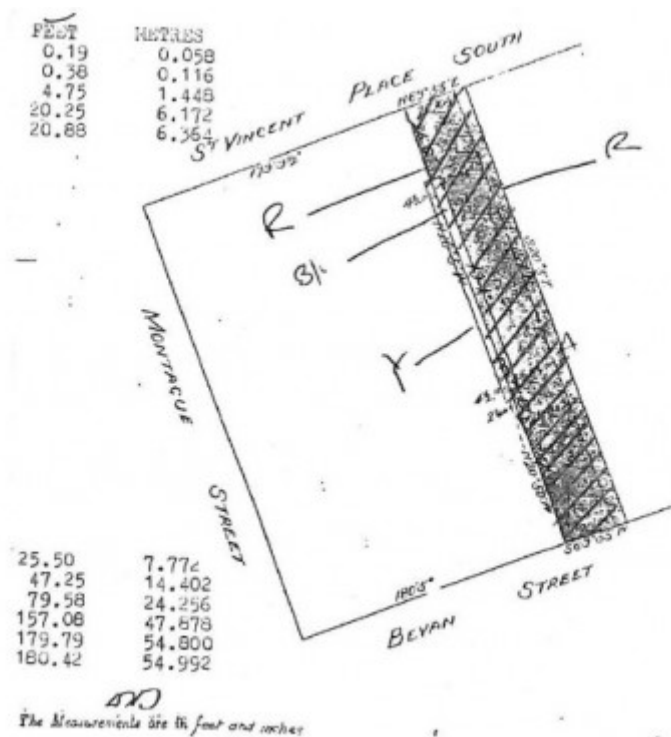 FEET METRES
0.19 0.058
0.38 0.116
4.75 1.448
20.25 6.172
20.88 6.364
ST VINCENT PLACE SOUTH
R
R
B/
Y
MONTAGUE STREET
25.50 7.772
47.25 14.402
79.58 24.256
157.08 47.878
179.79 54.800
180.42 54.992
180'5"
BEVAN STREET
The Measurements are in feet and inches